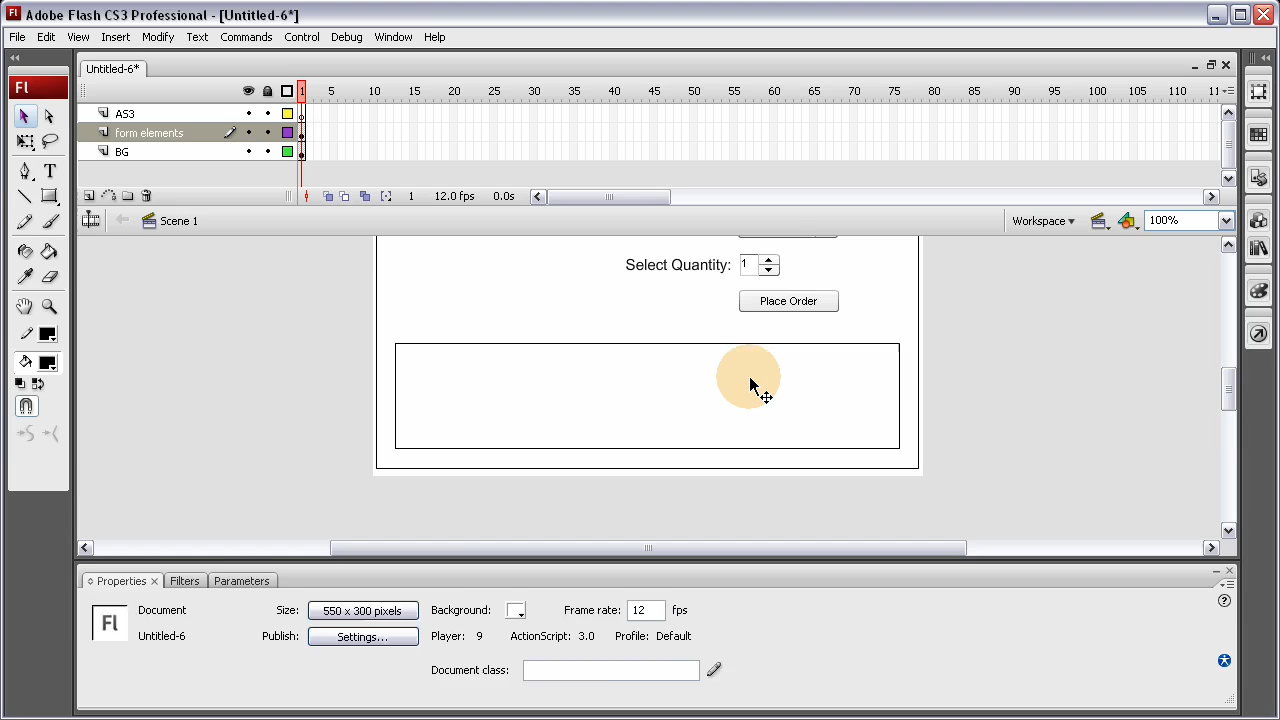 Adobe Flash CS3 Professional - [Untitled-6*]
File Edit View Insert Modify Text Commands Control Debug Window Help
Untitled-6*
Fl
1 5 10 15 20 25 30 35 40 45 50 55 60 65 70 75 80 85 90 95 100 105 110 11
AS3
form elements
BG
1 12.0 fps 0.0s
Scene 1
Workspace
100%
Select Quantity: 1
Place Order
Properties Filters Parameters
Fl
Document Size: 550 x 300 pixels Background: Frame rate: 12 fps
Untitled-6 Publish: Settings... Player: 9 ActionScript: 3.0 Profile: Default
Document class: